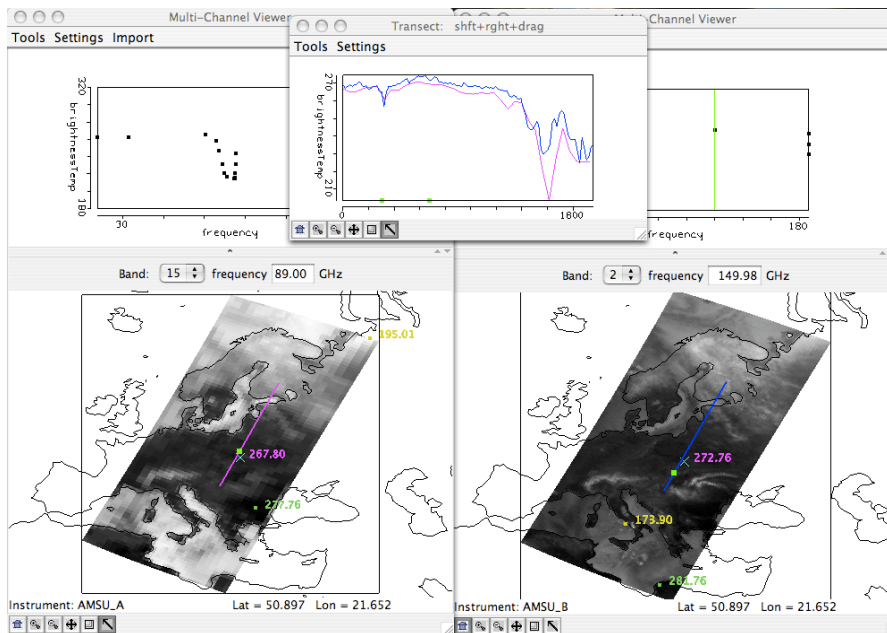 Multi-Channel Viewer
Tools Settings Import
320
brightnessTemp
180
30
frequency
Transect: shft+rght+drag
Tools Settings
270
brightnessTemp
210
0
1800
Multi-Channel Viewer
180
frequency
Band: 15 frequency 89.00 GHz
195.01
267.80
277.76
Instrument: AMSU_A Lat = 50.897 Lon = 21.652
Band: 2 frequency 149.98 GHz
272.76
173.90
281.76
Instrument: AMSU_B Lat = 50.897 Lon = 21.652